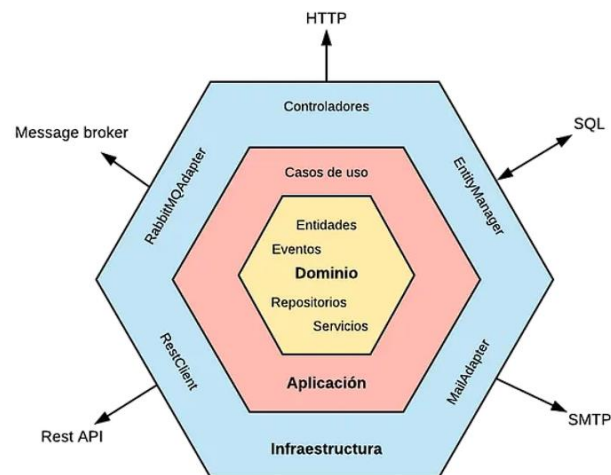 HTTP
Controladores
Message broker
SQL
RabbitMQAdapter
EntityManager
Casos de uso
Entidades
Eventos
Dominio
Repositorios
Servicios
RestClient
MailAdapter
Aplicación
Rest API
SMTP
Infraestructura